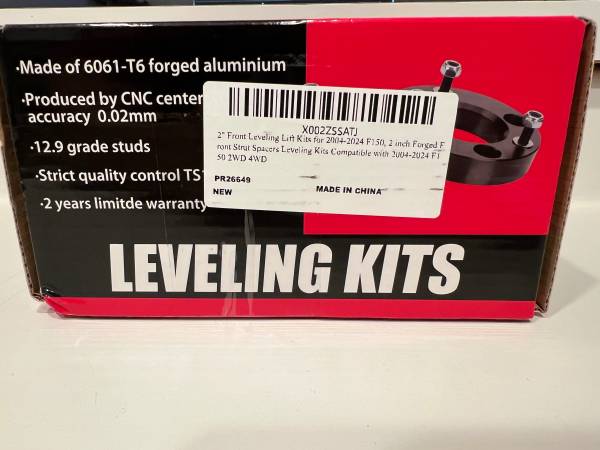 ·Made of 6061-T6 forged aluminium
·Produced by CNC center
accuracy 0.02mm
·12.9 grade studs
·Strict quality control TS
·2 years limitde warranty
X002ZSSATJ
2" Front Leveling Lift Kits for 2004-2024 F150, 2 inch Forged F
ront Strut Spacers Leveling Kits Compatible with 2004-2024 F1
50 2WD 4WD
PR26649
NEW
MADE IN CHINA
LEVELING KITS